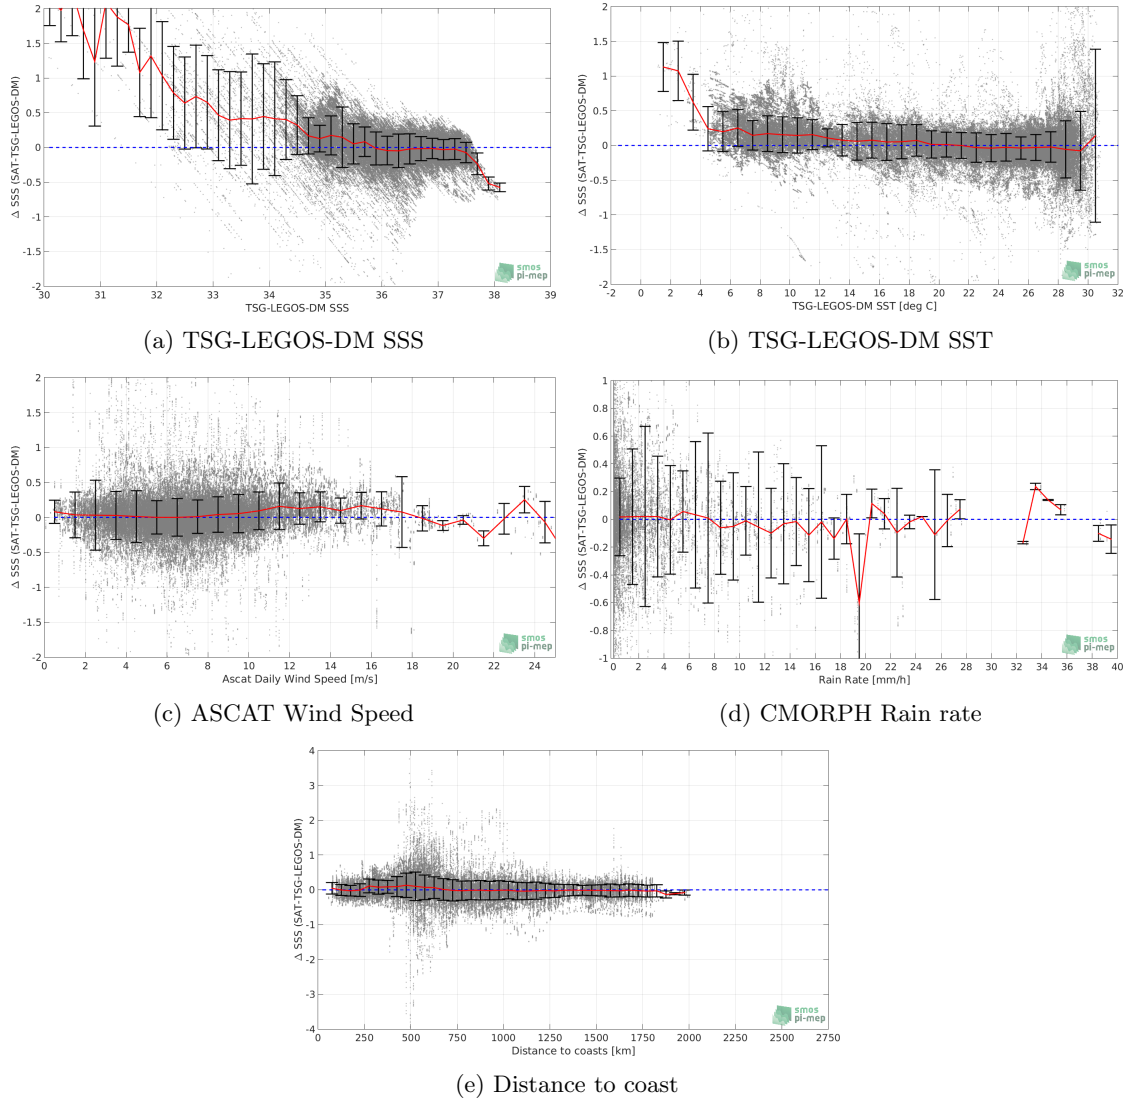 2
1.5
1
0.5
0
-0.5
-1
-1.5
-2
Δ SSS (SAT-TSG-LEGOS-DM)
30 31 32 33 34 35 36 37 38 39
TSG-LEGOS-DM SSS
smos
pi-mep
(a) TSG-LEGOS-DM SSS
2
1.5
1
0.5
0
-0.5
-1
-1.5
-2
Δ SSS (SAT-TSG-LEGOS-DM)
-2 0 2 4 6 8 10 12 14 16 18 20 22 24 26 28 30 32
TSG-LEGOS-DM SST [deg C]
smos
pi-mep
(b) TSG-LEGOS-DM SST
2
1.5
1
0.5
0
-0.5
-1
-1.5
-2
Δ SSS (SAT-TSG-LEGOS-DM)
0 2 4 6 8 10 12 14 16 18 20 22 24
Ascat Daily Wind Speed [m/s]
smos
pi-mep
(c) ASCAT Wind Speed
1
0.8
0.6
0.4
0.2
0
-0.2
-0.4
-0.6
-0.8
-1
Δ SSS (SAT-TSG-LEGOS-DM)
0 2 4 6 8 10 12 14 16 18 20 22 24 26 28 30 32 34 36 38 40
Rain Rate [mm/h]
smos
pi-mep
(d) CMORPH Rain rate
4
3
2
1
0
-1
-2
-3
-4
Δ SSS (SAT-TSG-LEGOS-DM)
0 250 500 750 1000 1250 1500 1750 2000 2250 2500 2750
Distance to coasts [km]
smos
pi-mep
(e) Distance to coast